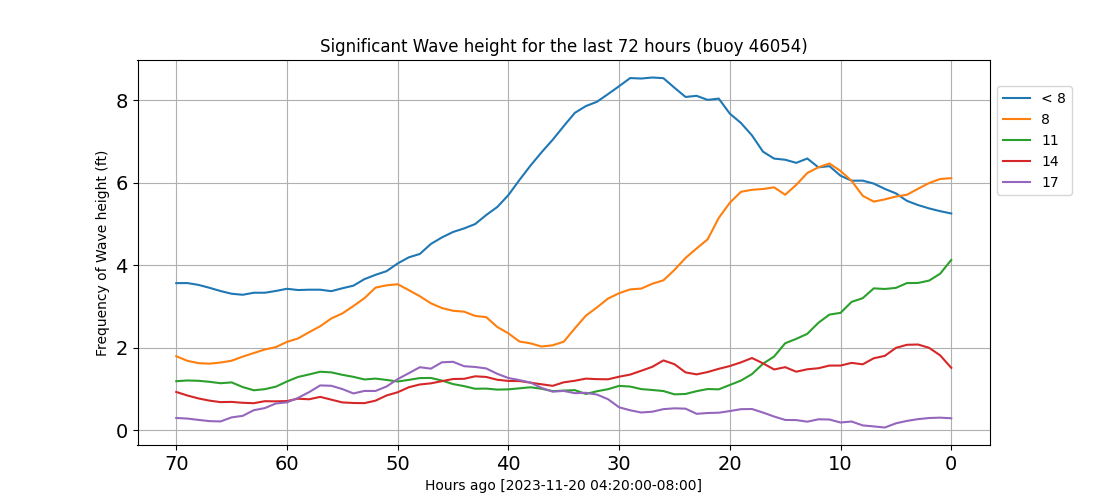 Significant Wave height for the last 72 hours (buoy 46054)
Frequency of Wave height (ft)
8
6
4
2
0
70 60 50 40 30 20 10 0
Hours ago [2023-11-20 04:20:00-08:00]
< 8
8
11
14
17